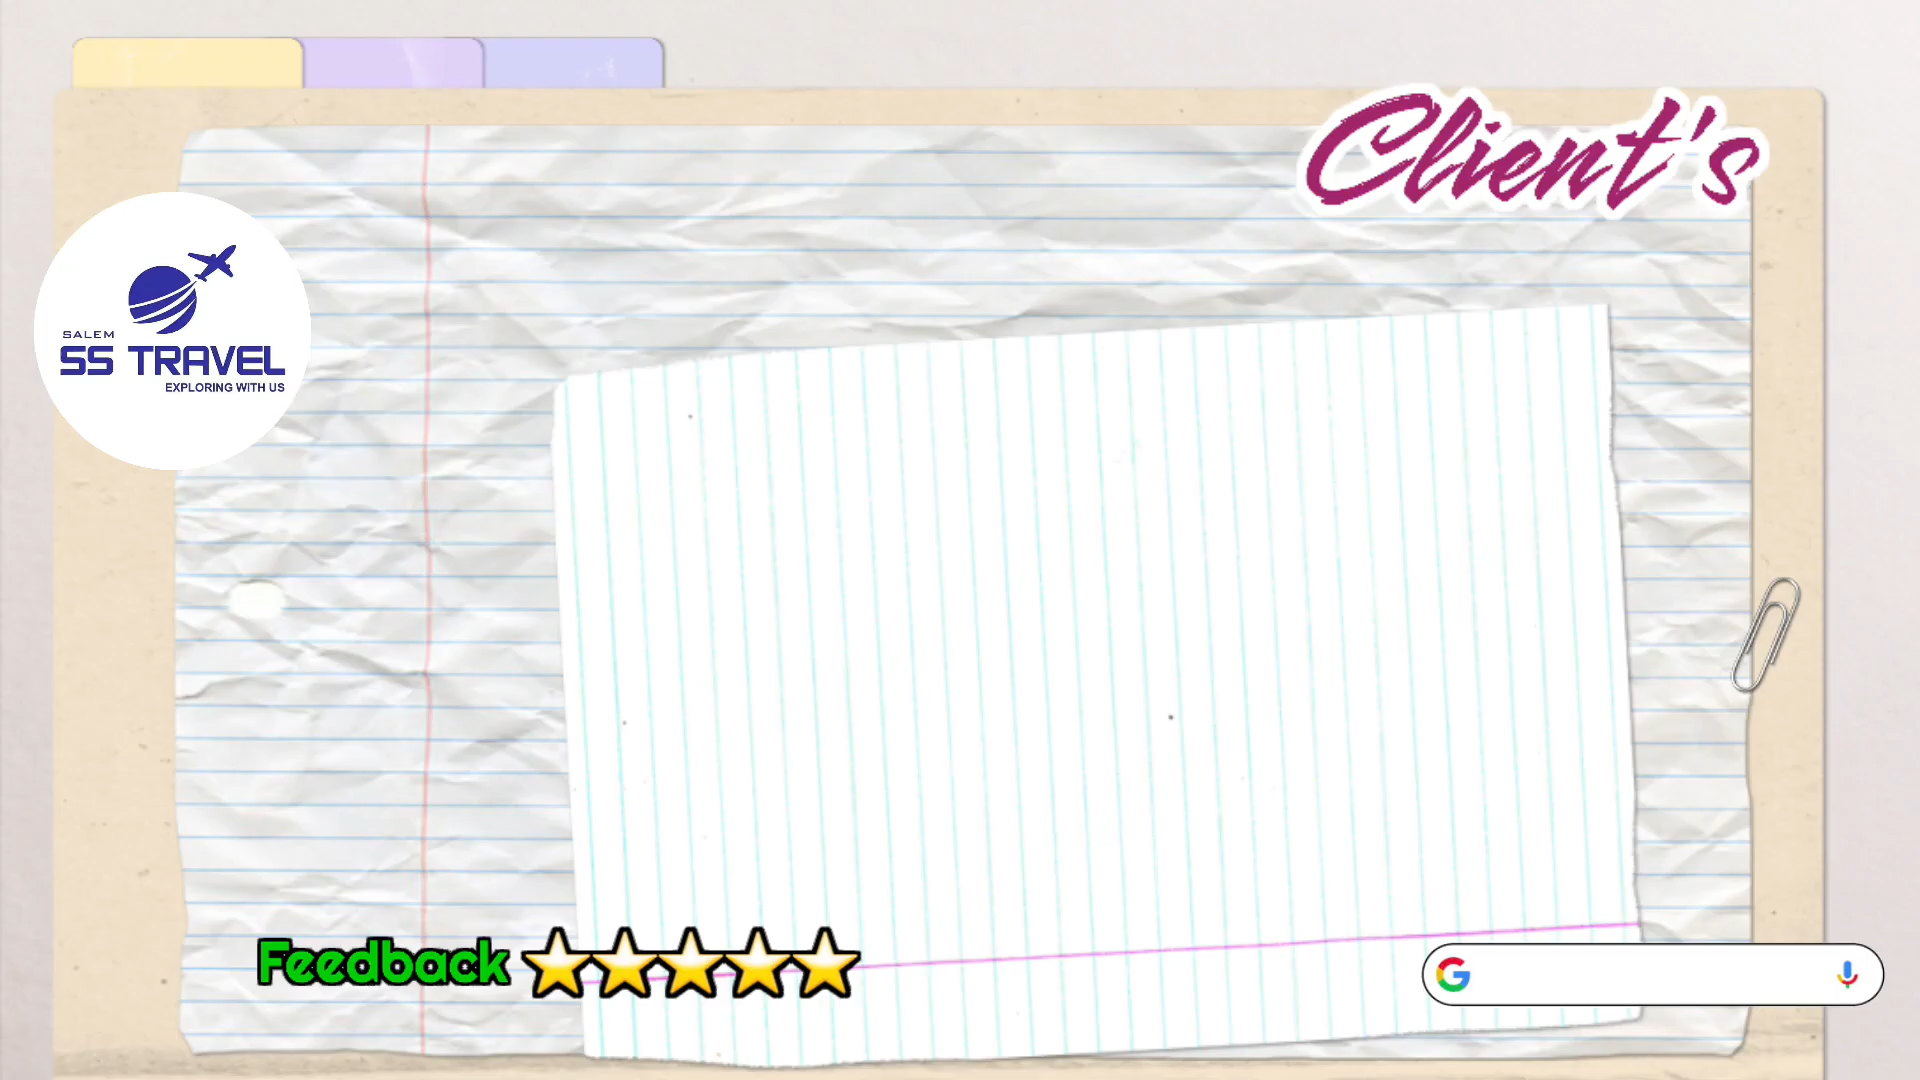 Client's
SALEM
SS TRAVEL
EXPLORING WITH US
Feedback